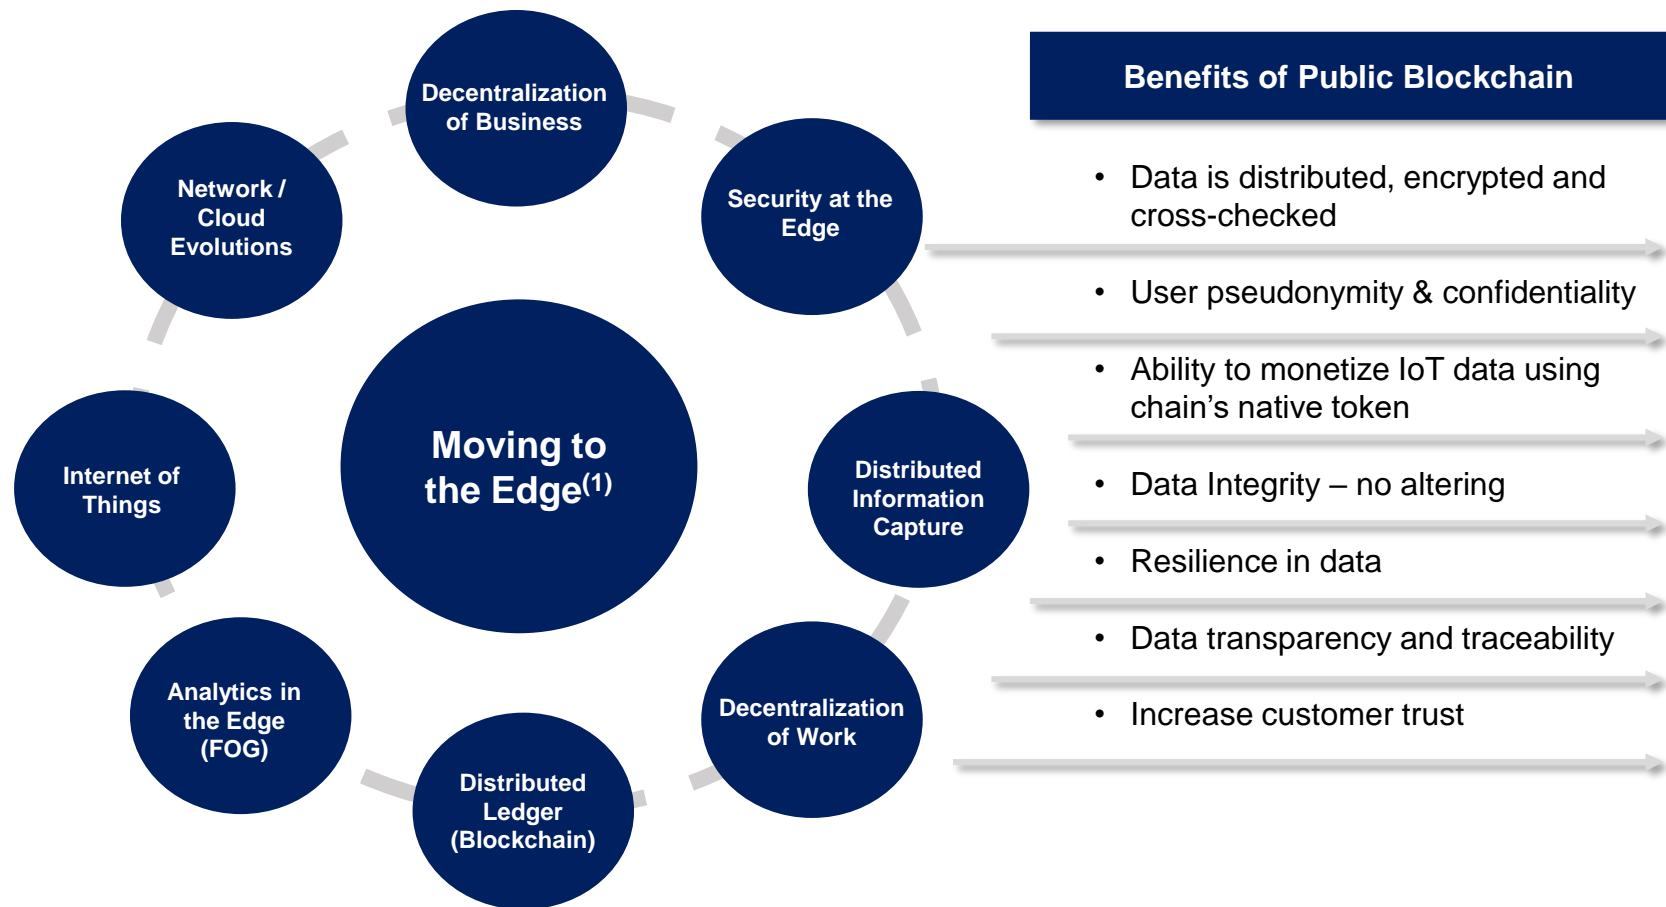 Decentralization
of Business
Network /
Cloud
Evolutions
Security at the
Edge
Moving to
the Edge(1)
Internet of
Things
Distributed
Information
Capture
Analytics in
the Edge
(FOG)
Decentralization
of Work
Distributed
Ledger
(Blockchain)
Benefits of Public Blockchain
• Data is distributed, encrypted and
cross-checked
• User pseudonymity & confidentiality
• Ability to monetize IoT data using
chain’s native token
• Data Integrity – no altering
• Resilience in data
• Data transparency and traceability
• Increase customer trust